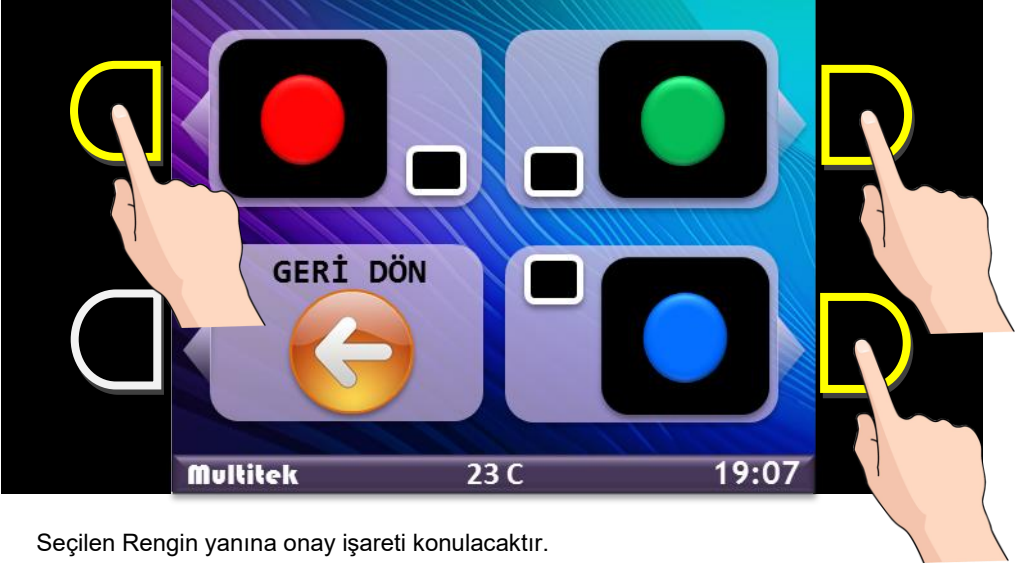 GERİ DÖN
Multitek 23 C 19:07
Seçilen Rengin yanına onay işareti konulacaktır.